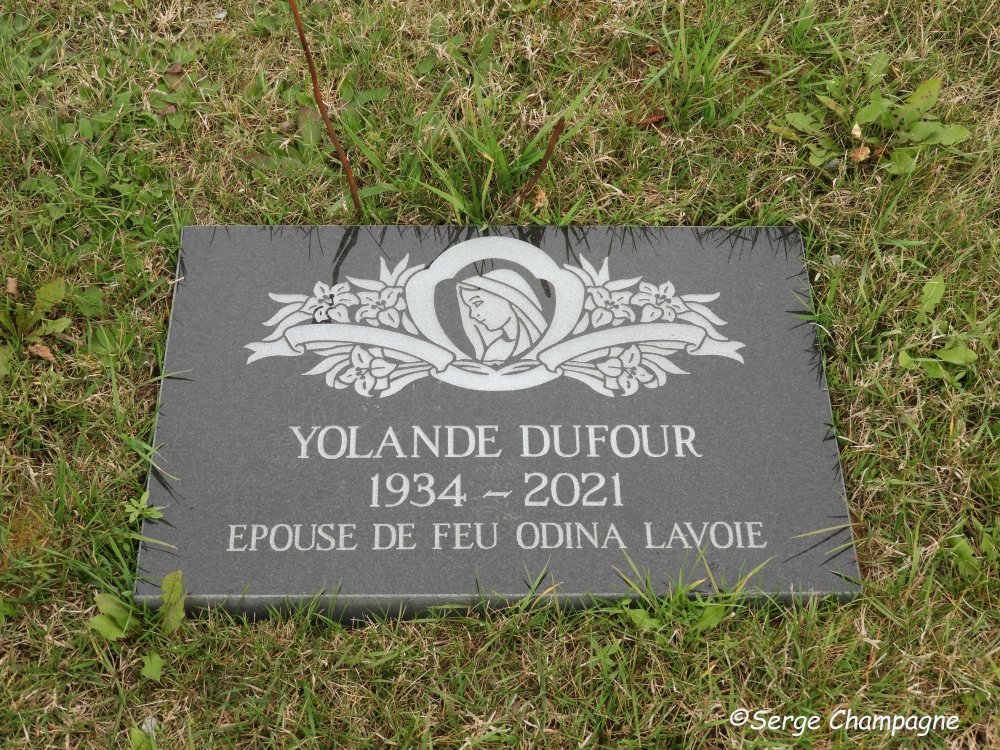 YOLANDE DUFOUR
1934 - 2021
EPOUSE DE FEU ODINA LAVOIE
©Serge Champagne